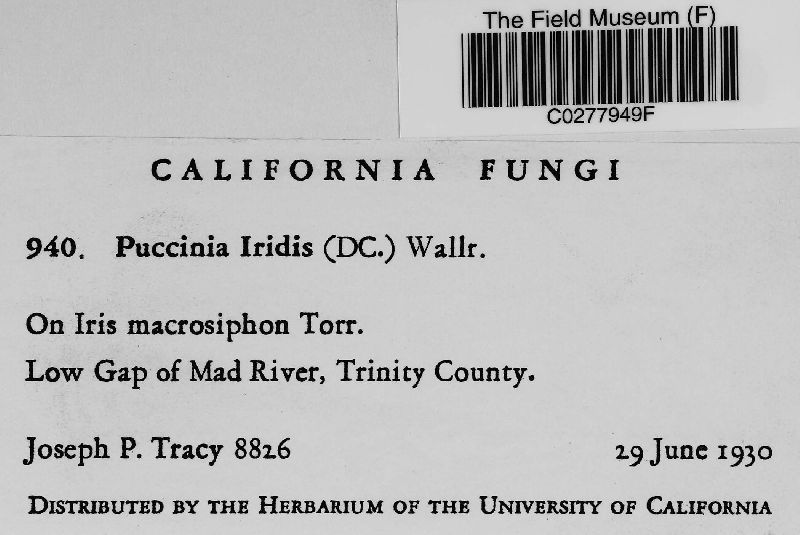 The Field Museum (F)
C0277949F
CALIFORNIA FUNGI
940. Puccinia Iridis (DC.) Wallr.
On Iris macrosiphon Torr.
Low Gap of Mad River, Trinity County.
Joseph P. Tracy 8826 29 June 1930
DISTRIBUTED BY THE HERBARIUM OF THE UNIVERSITY OF CALIFORNIA